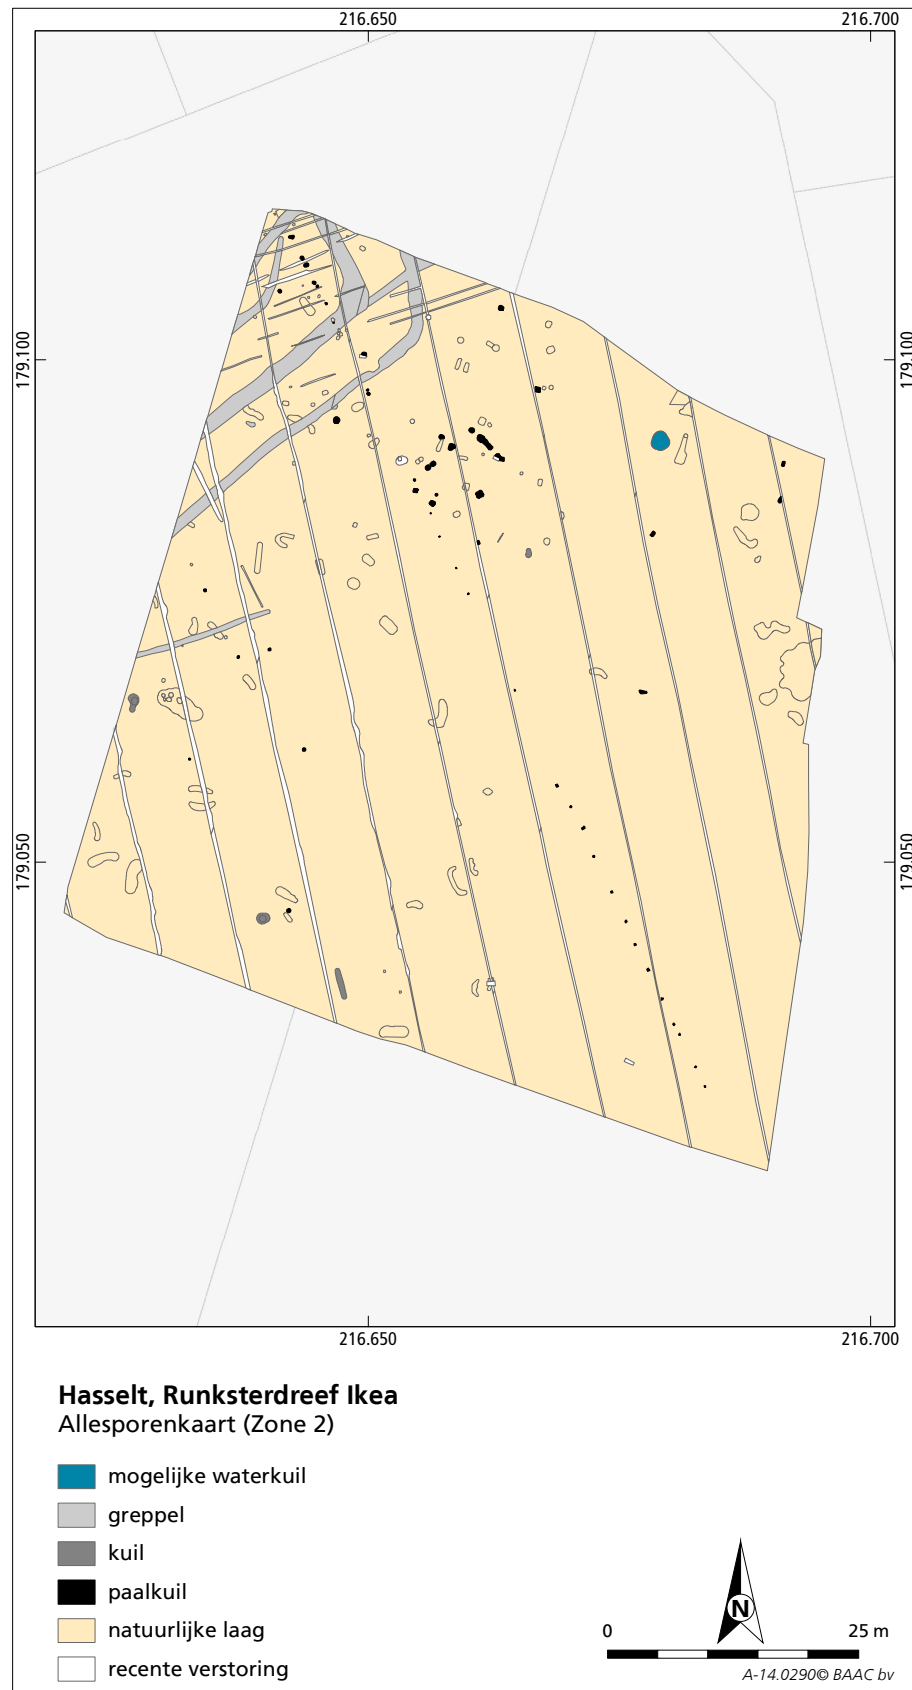 216.650 216.700
179.100 179.100
179.050 179.050
216.650 216.700
Hasselt, Runksterdreef Ikea
Allesporenkaart (Zone 2)
mogelijke waterkuil
greppel
kuil
paalkuil
natuurlijke laag
recente verstoring
N
0 25 m
A-14.0290© BAAC bv